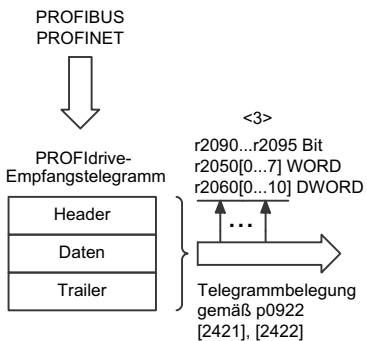 PROFIBUS
PROFINET
PROFIdrive-
Empfangstelegramm
Header
Daten
Trailer
<3>
r2090...r2095 Bit
r2050[0...7] WORD
r2060[0...10] DWORD
...
Telegrammbelegung
gemäß p0922
[2421], [2422]